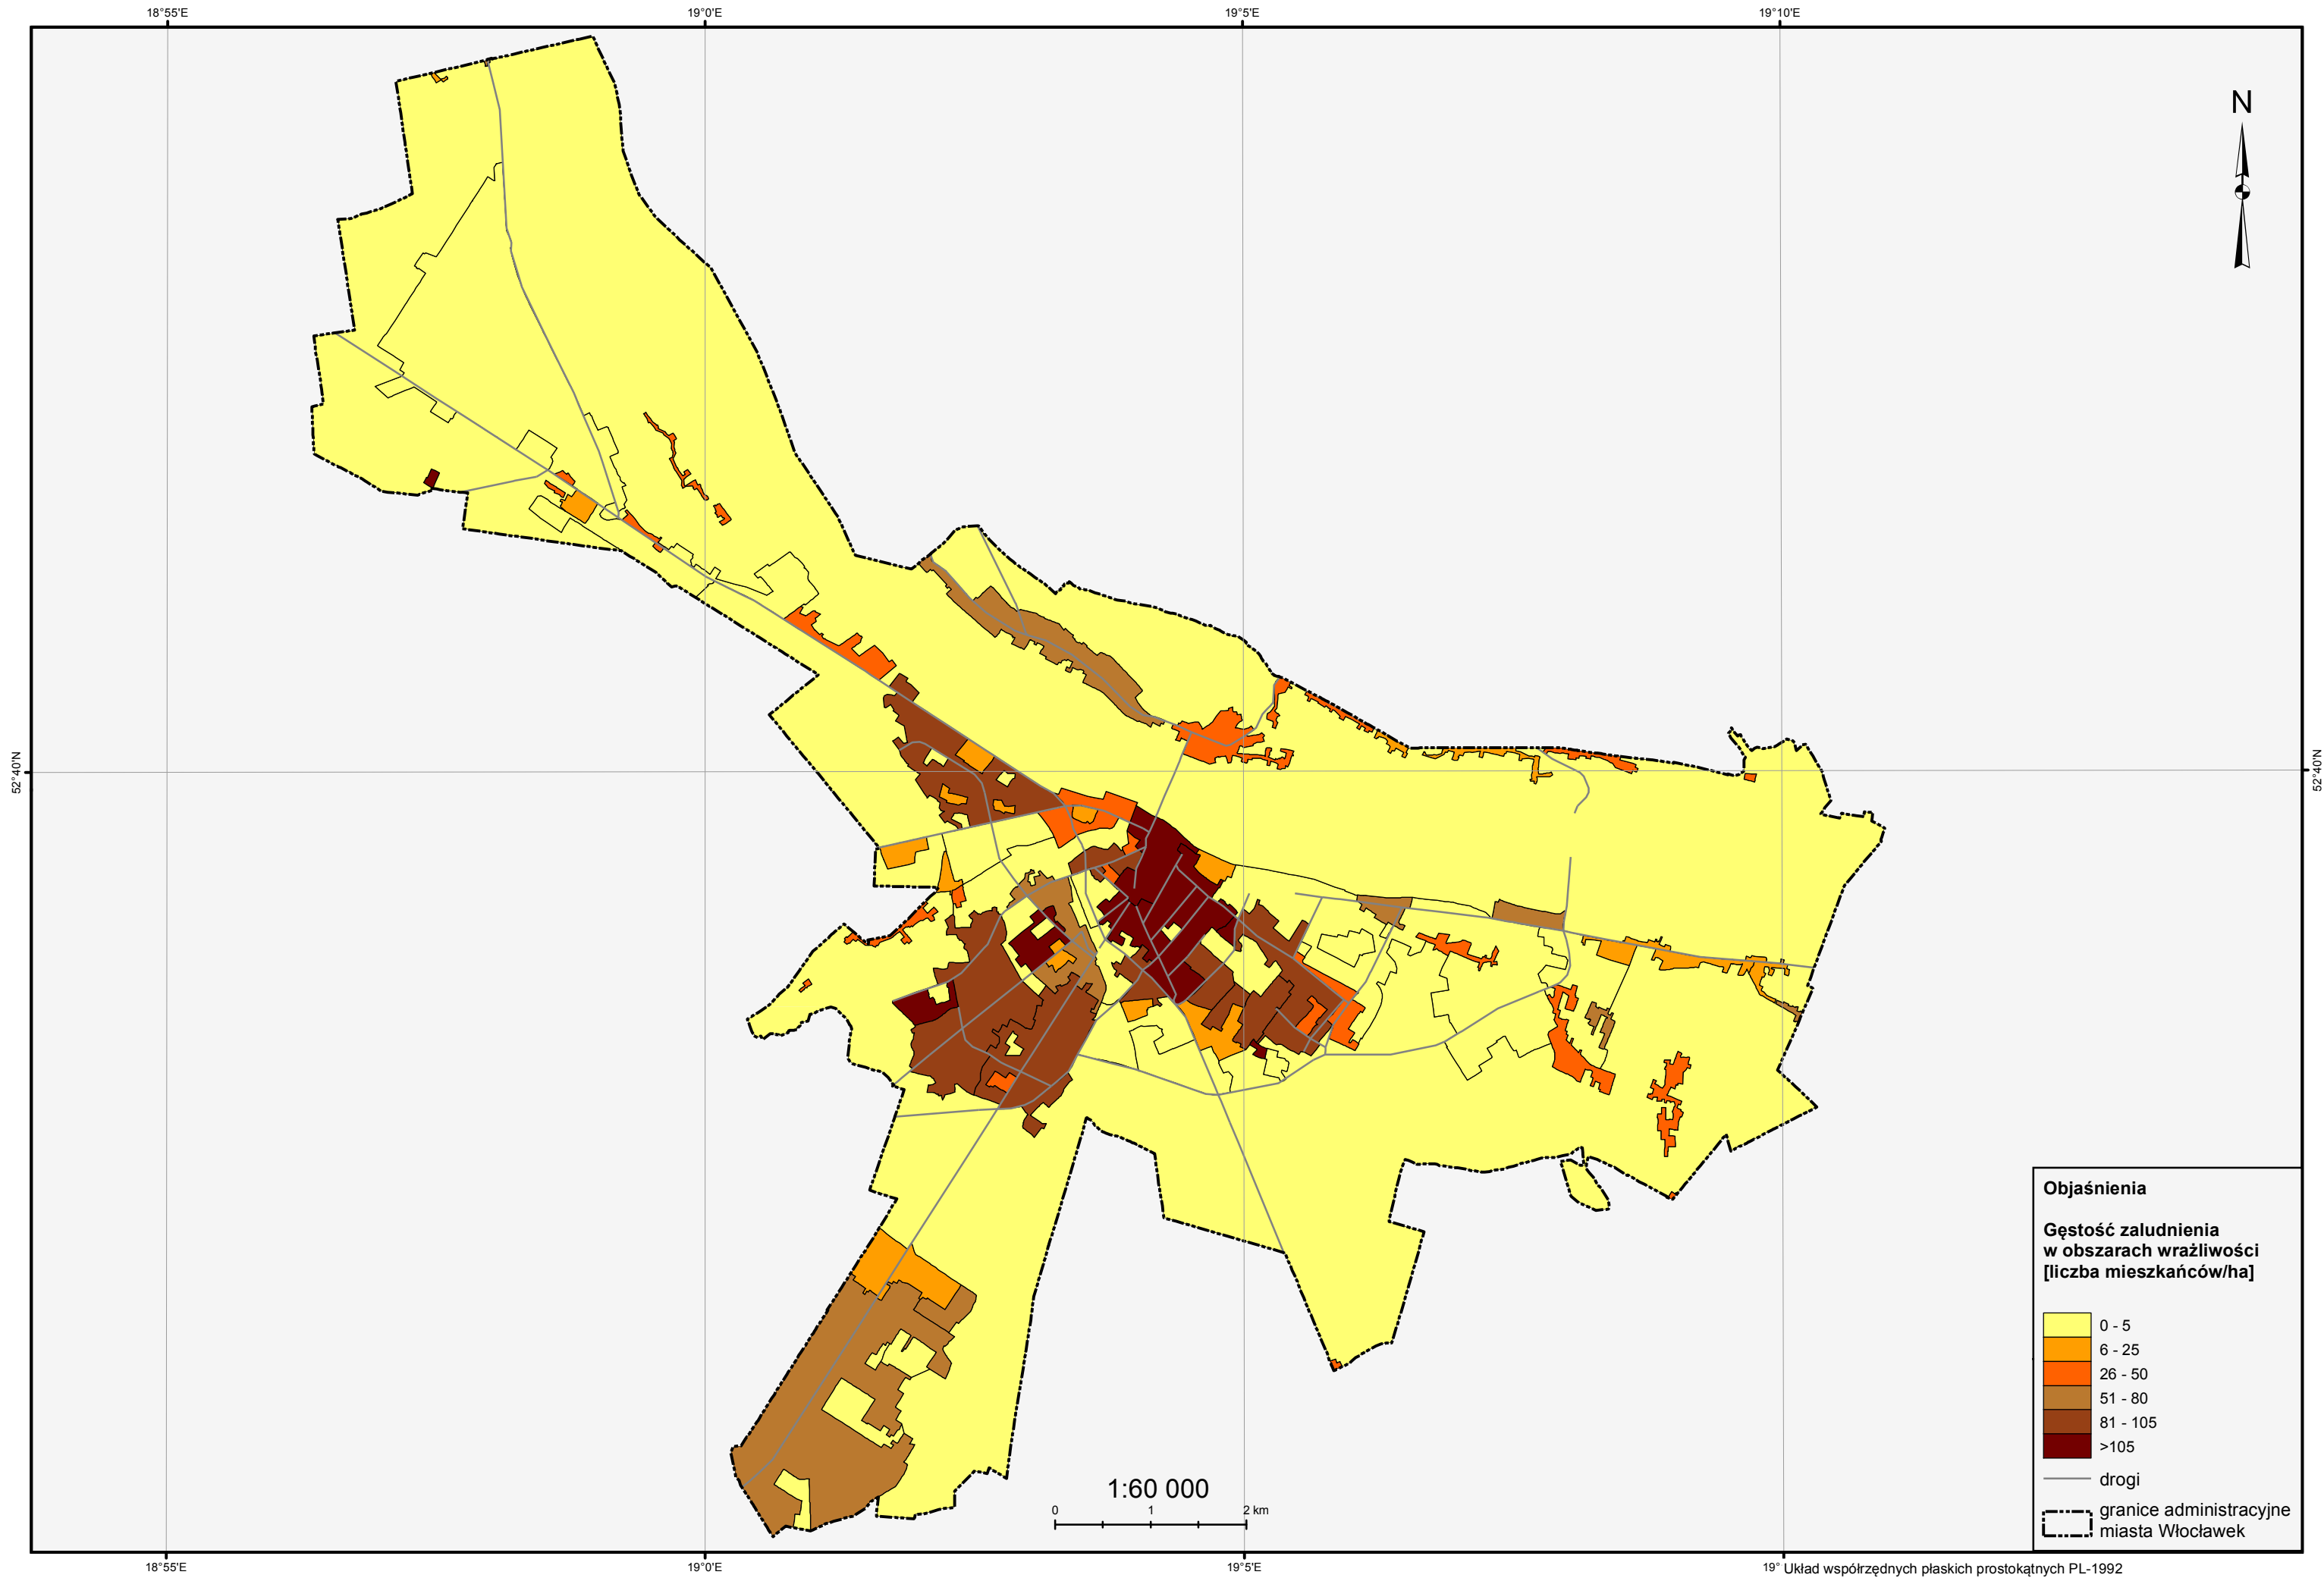 18°55'E
19°0'E
19°5'E
19°10'E
N
52°40'N
52°40'N
Objaśnienia
Gęstość zaludnienia
w obszarach wrażliwości
[liczba mieszkańców/ha]
0 - 5
6 - 25
26 - 50
51 - 80
81 - 105
>105
drogi
granice administracyjne
miasta Włocławek
1:60 000
0 1 2 km
18°55'E
19°0'E
19°5'E
19°
Układ współrzędnych płaskich prostokątnych PL-1992